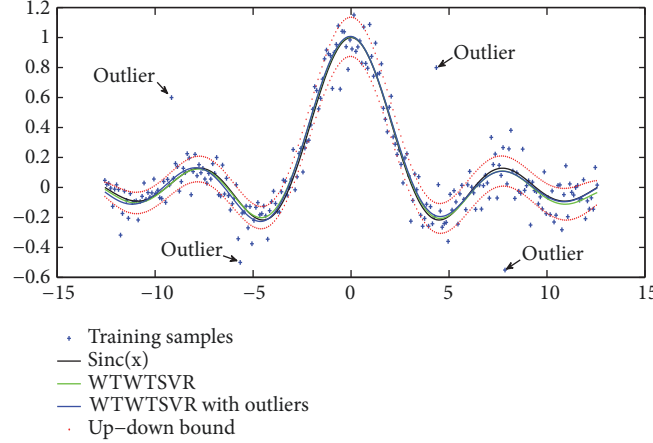 1.2
1
0.8
0.6
0.4
0.2
0
−0.2
−0.4
−0.6
Outlier
Outlier
Outlier
Outlier
−15 −10 −5 0 5 10 15
Training samples
Sinc(x)
WTWTSVR
WTWTSVR with outliers
Up−down bound